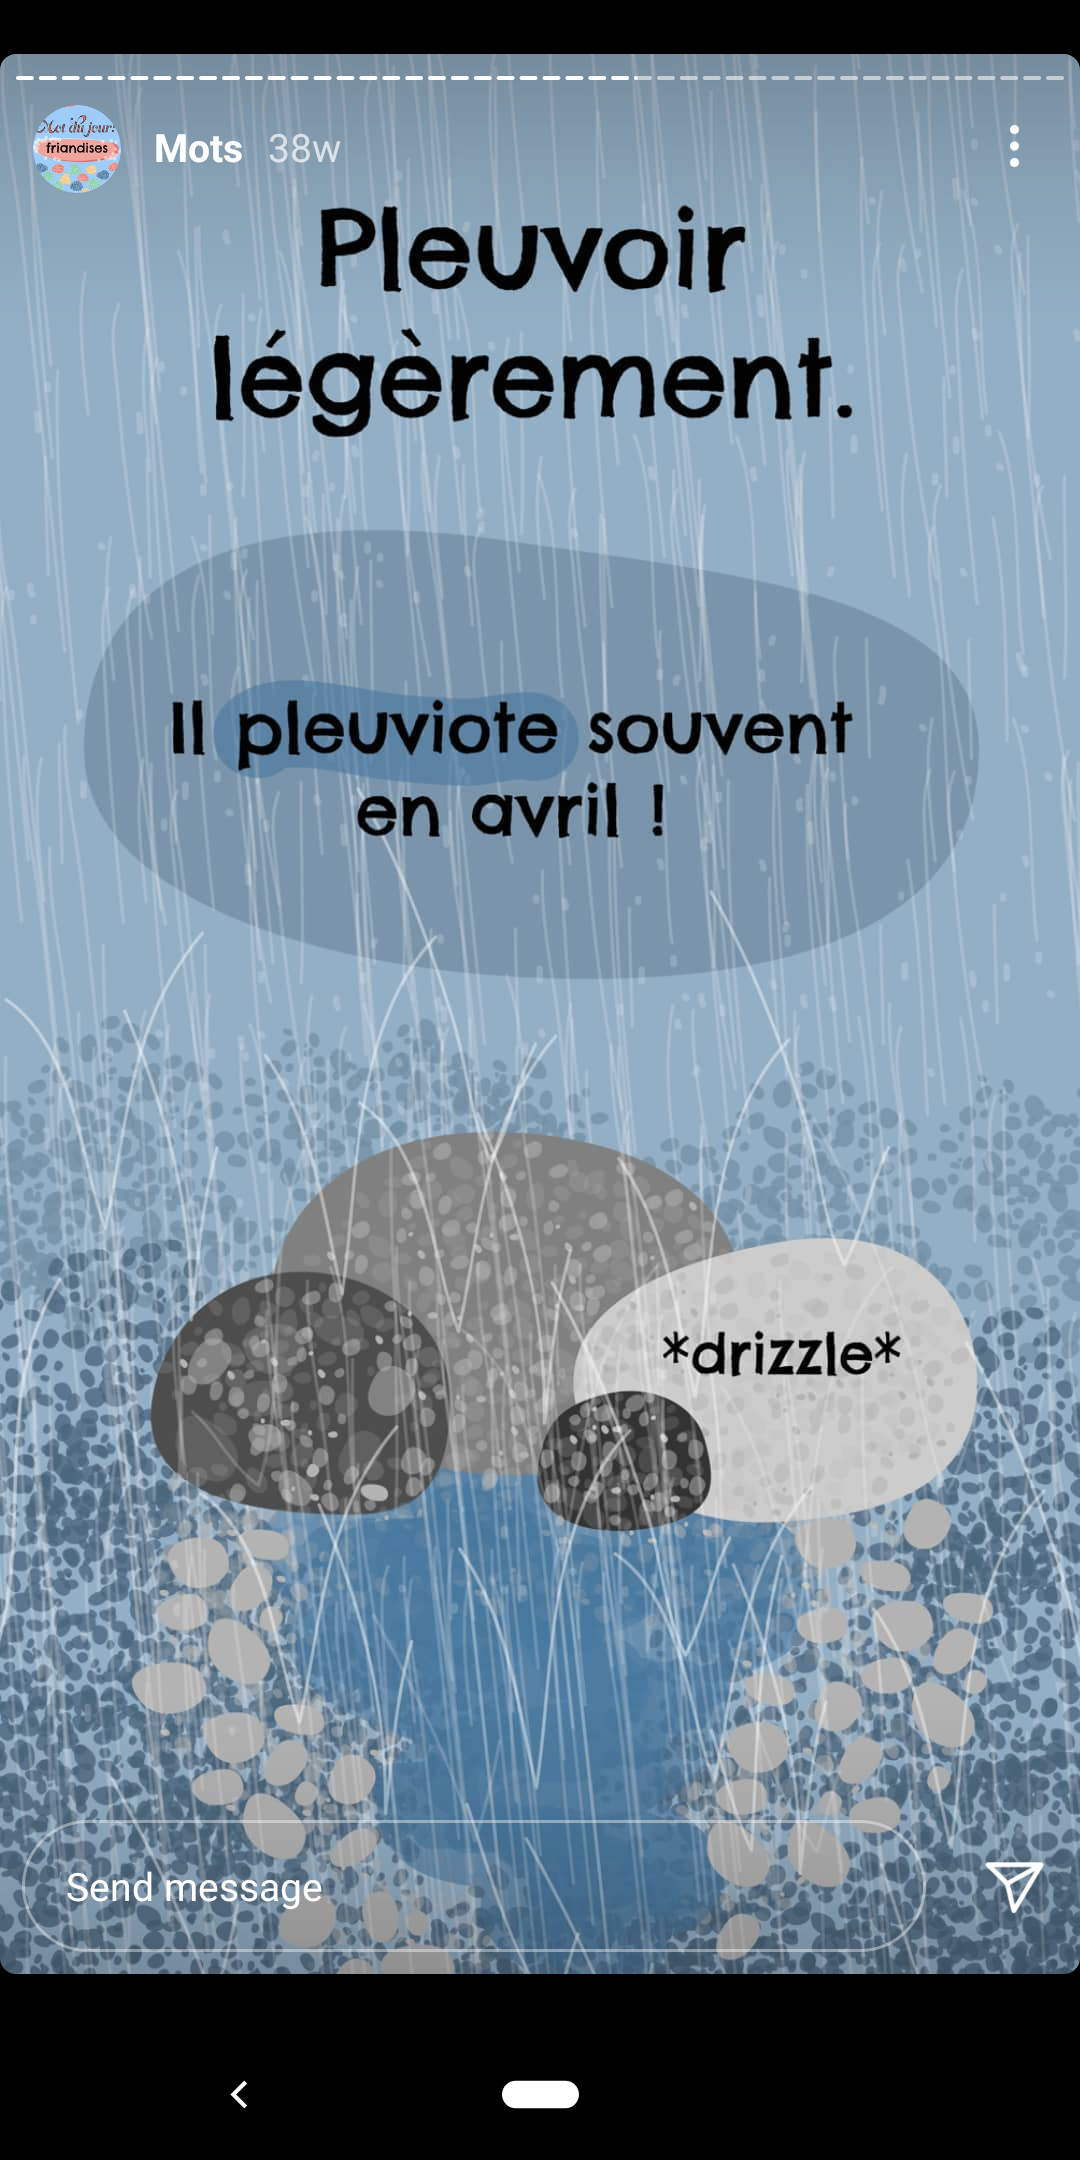 Mot du jour:
friandises
Mots 38w
Pleuvoir
légèrement.
Il pleuviote souvent
en avril !
*drizzle*
Send message